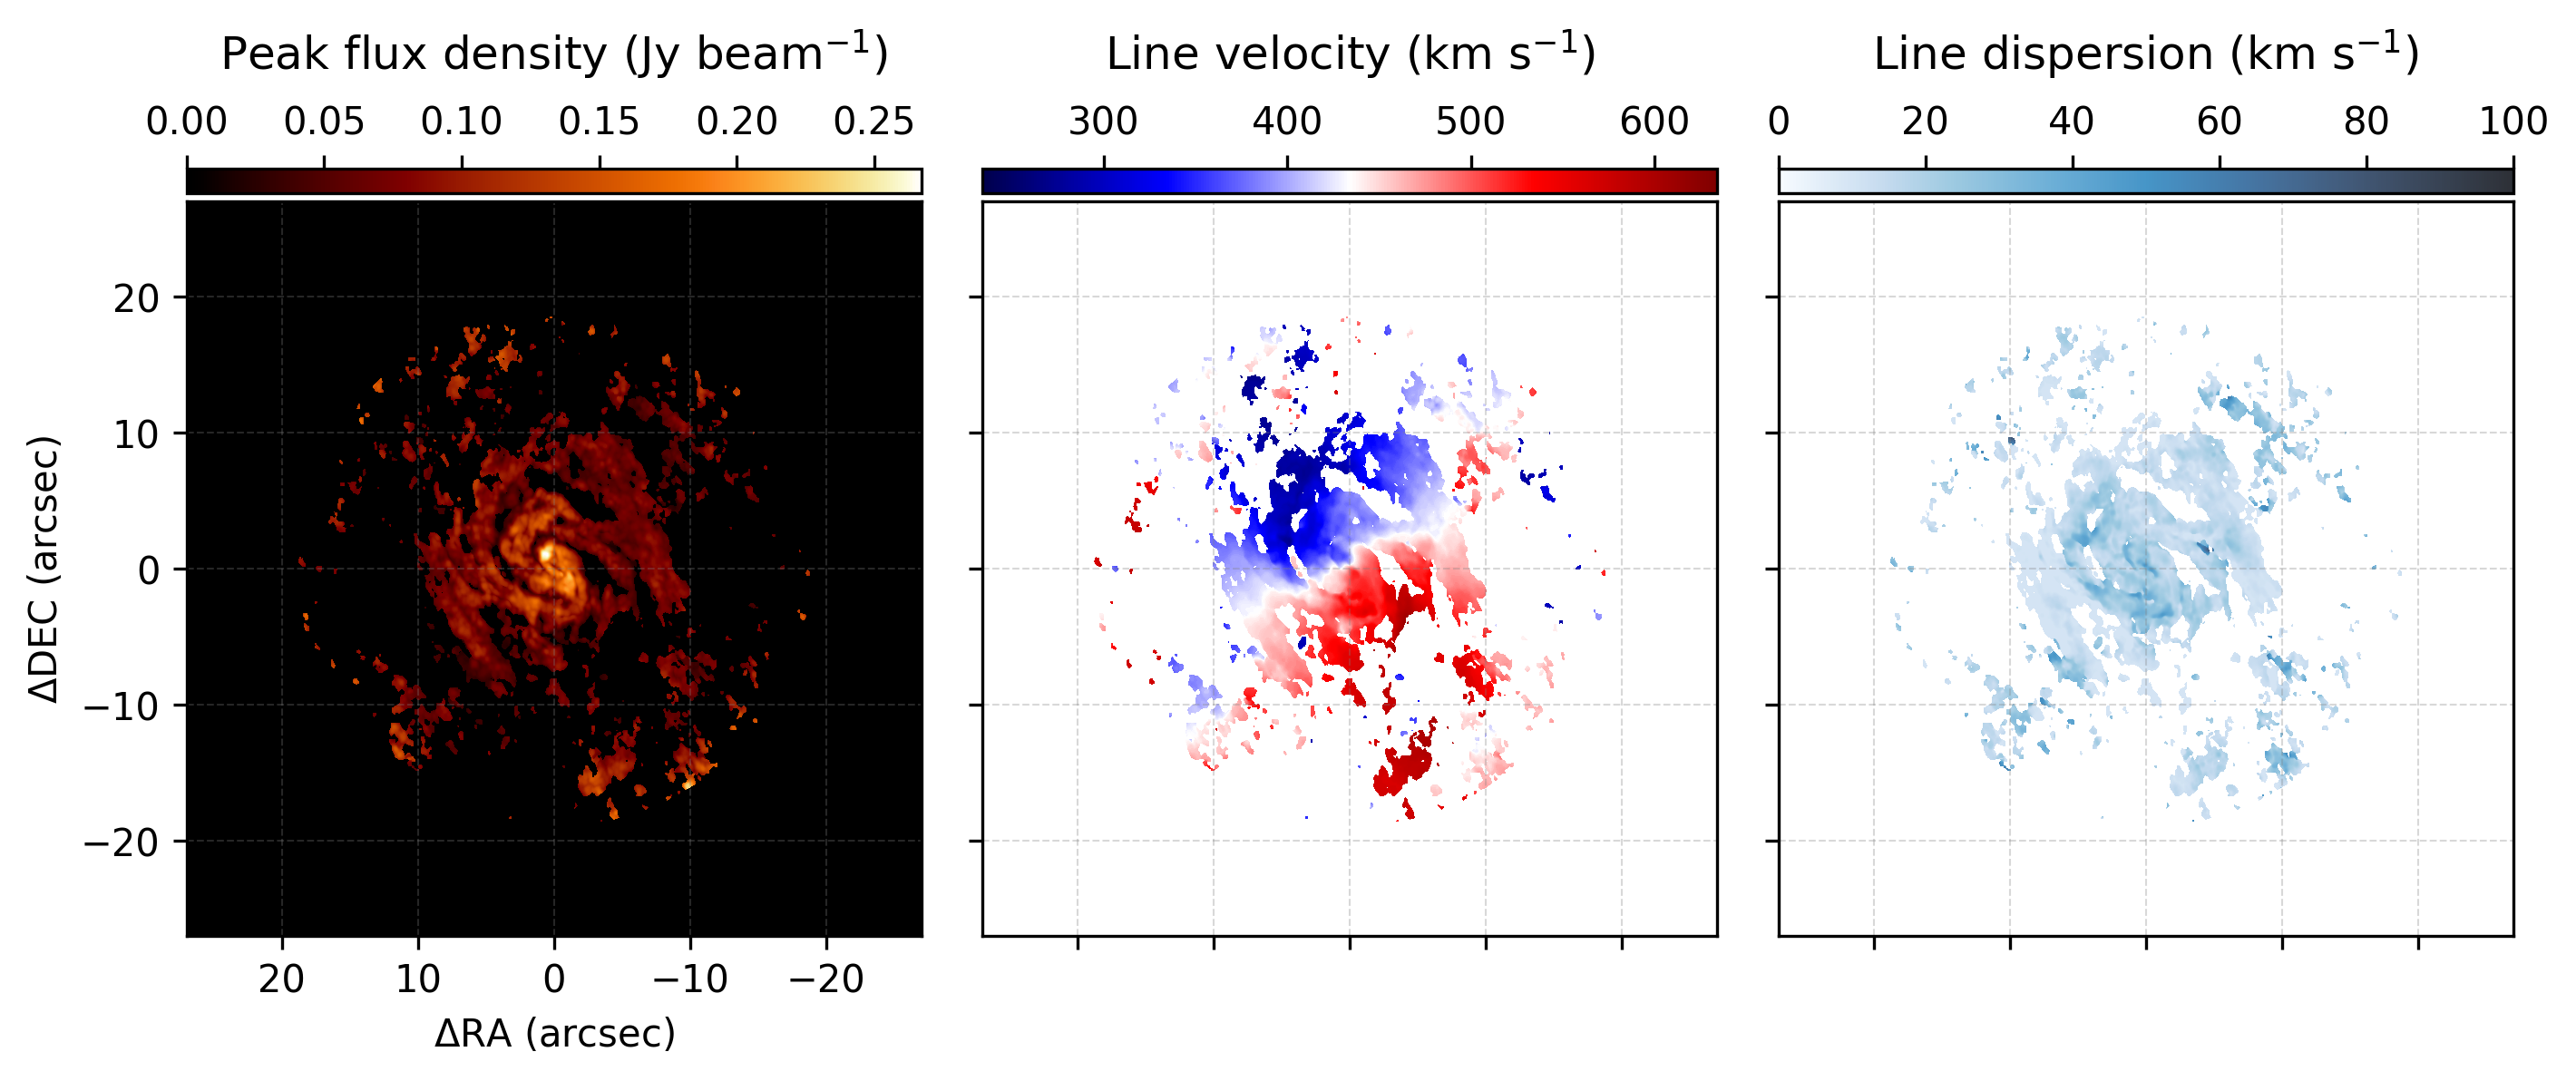 Peak flux density (Jy beam⁻¹)
Line velocity (km s⁻¹)
Line dispersion (km s⁻¹)
0.00 0.05 0.10 0.15 0.20 0.25
300 400 500 600
0 20 40 60 80 100
20
10
0
−10
−20
ΔDEC (arcsec)
20 10 0 −10 −20
ΔRA (arcsec)